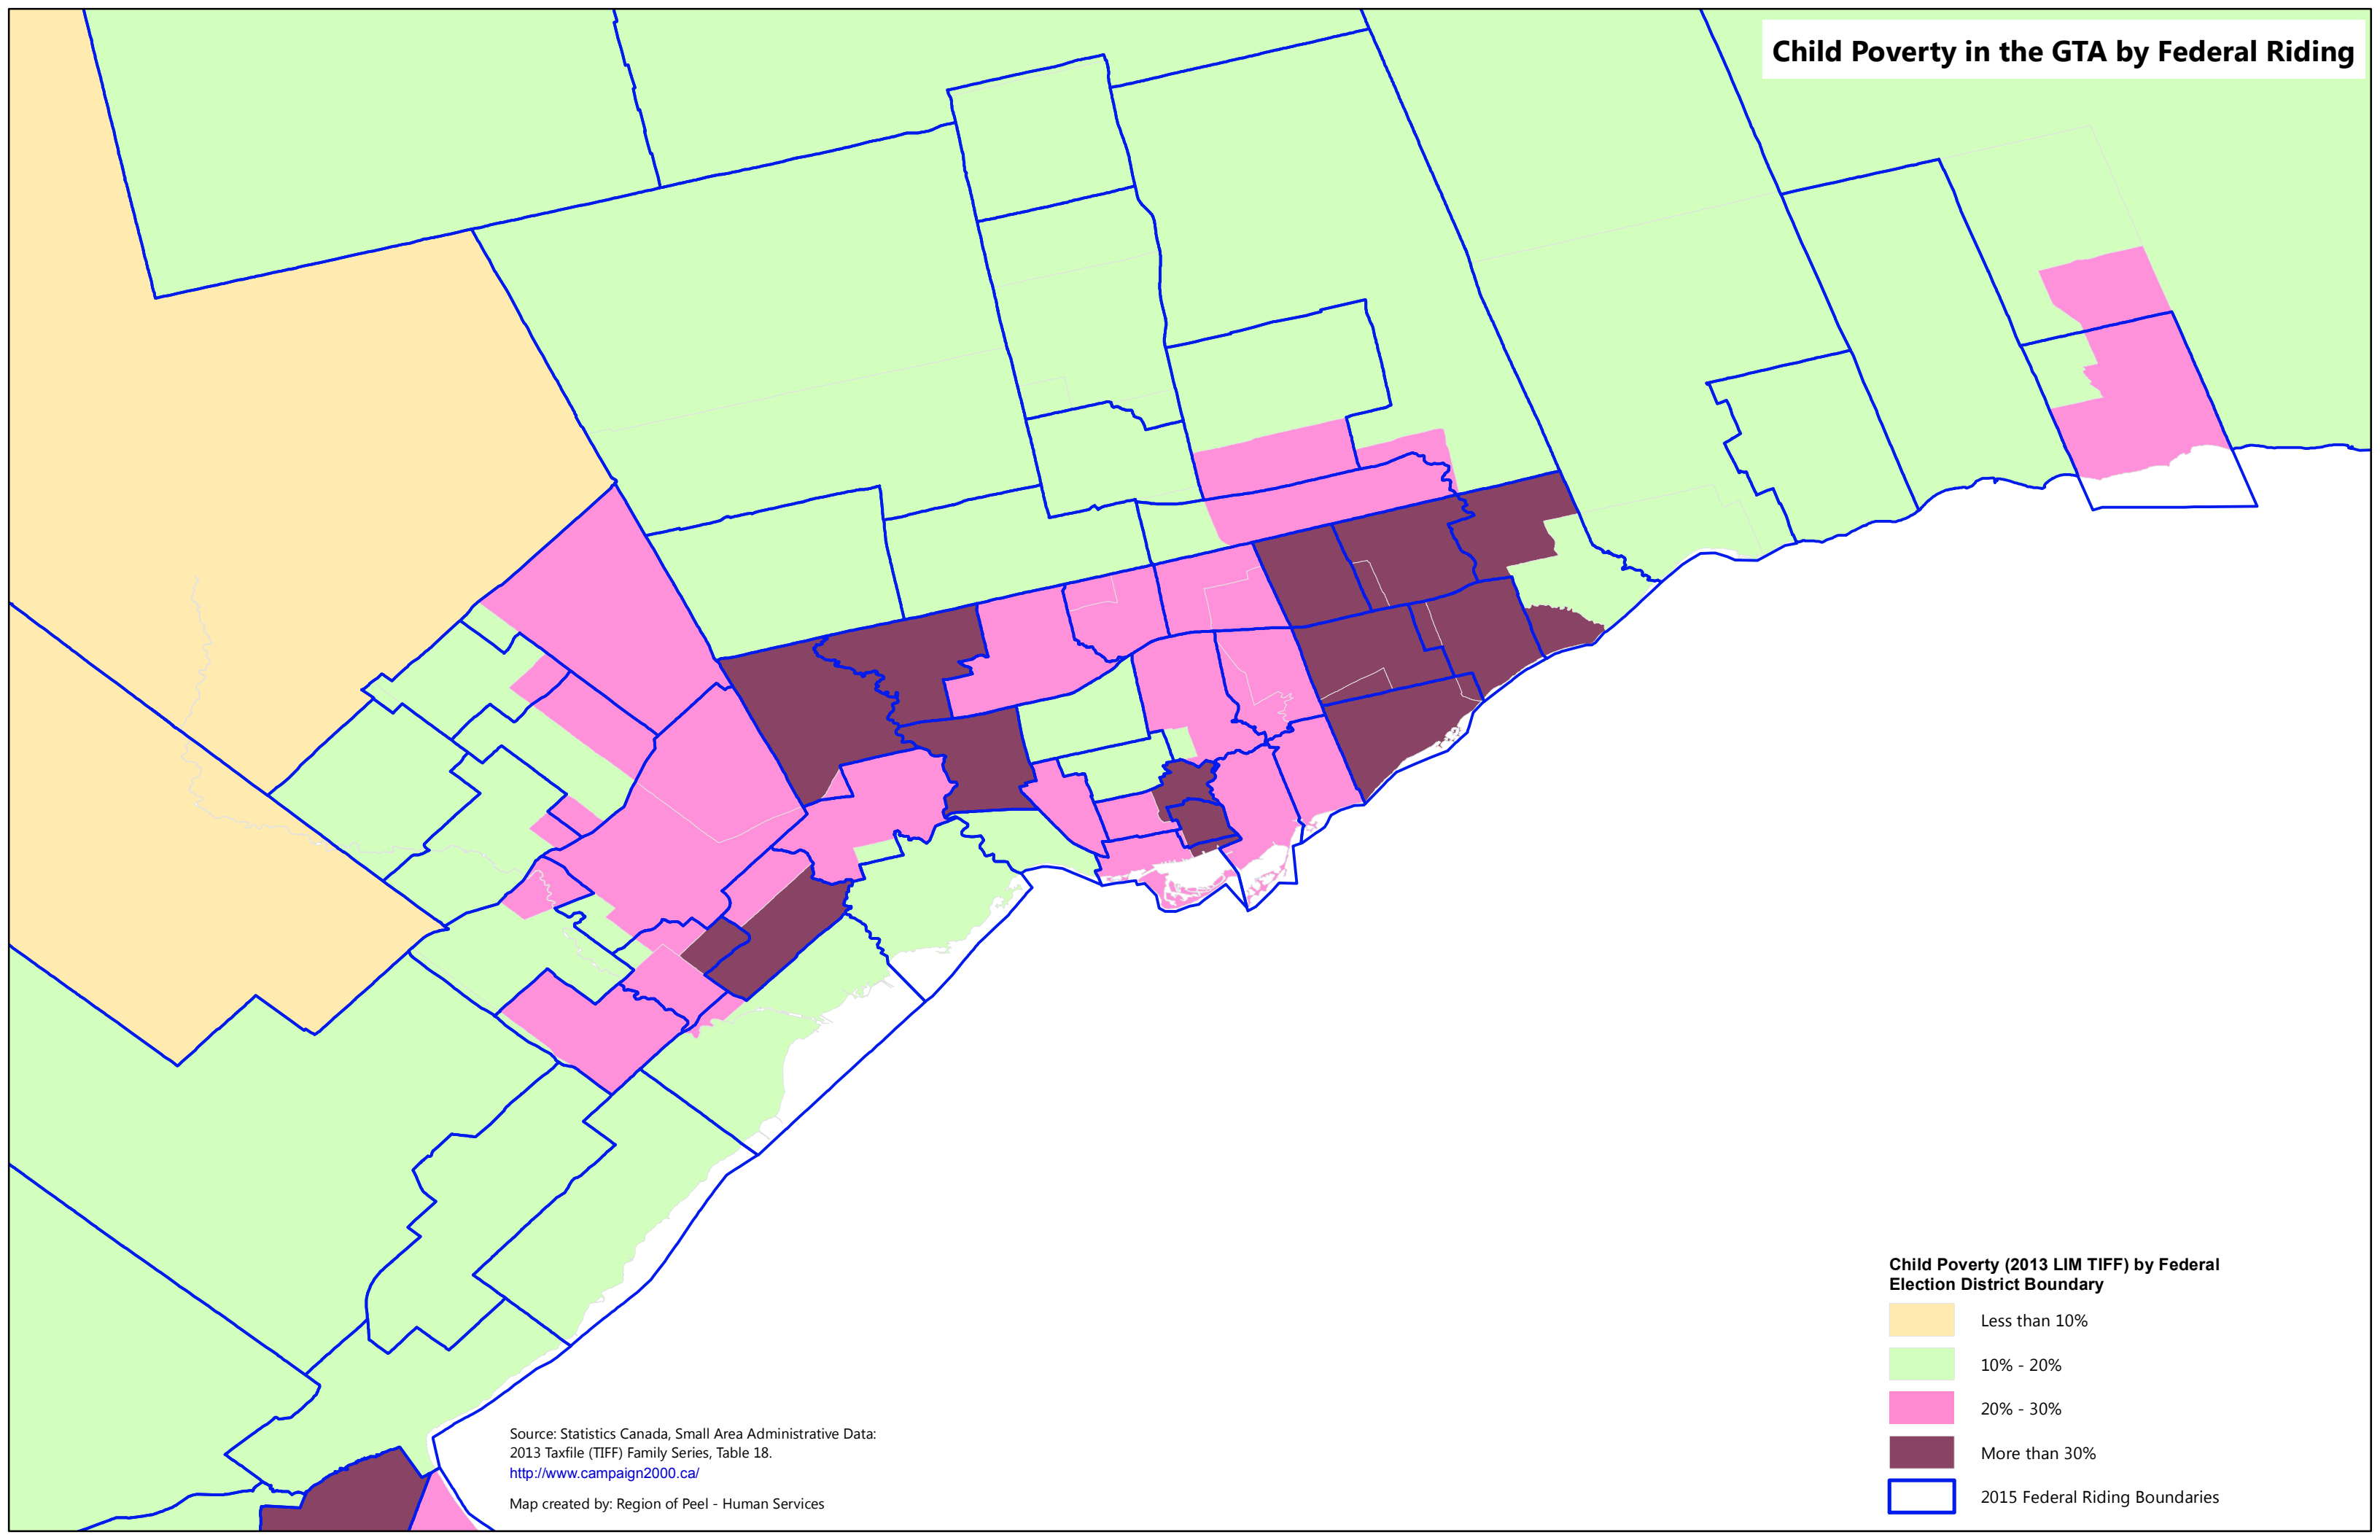 Child Poverty in the GTA by Federal Riding
Child Poverty (2013 LIM TIFF) by Federal
Election District Boundary
Less than 10%
10% - 20%
20% - 30%
More than 30%
2015 Federal Riding Boundaries
Source: Statistics Canada, Small Area Administrative Data:
2013 Taxfile (TIFF) Family Series, Table 18.
http://www.campaign2000.ca/
Map created by: Region of Peel - Human Services